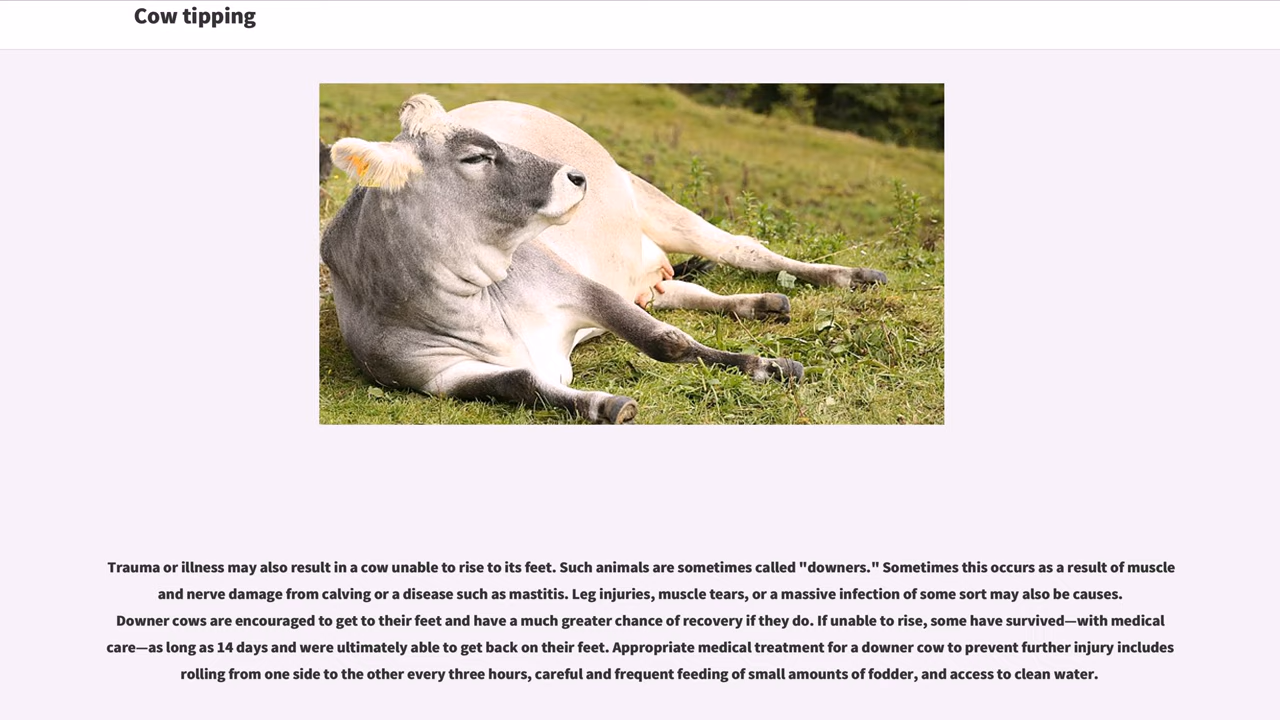 Cow tipping
Trauma or illness may also result in a cow unable to rise to its feet. Such animals are sometimes called "downers." Sometimes this occurs as a result of muscle
and nerve damage from calving or a disease such as mastitis. Leg injuries, muscle tears, or a massive infection of some sort may also be causes.
Downer cows are encouraged to get to their feet and have a much greater chance of recovery if they do. If unable to rise, some have survived—with medical
care—as long as 14 days and were ultimately able to get back on their feet. Appropriate medical treatment for a downer cow to prevent further injury includes
rolling from one side to the other every three hours, careful and frequent feeding of small amounts of fodder, and access to clean water.